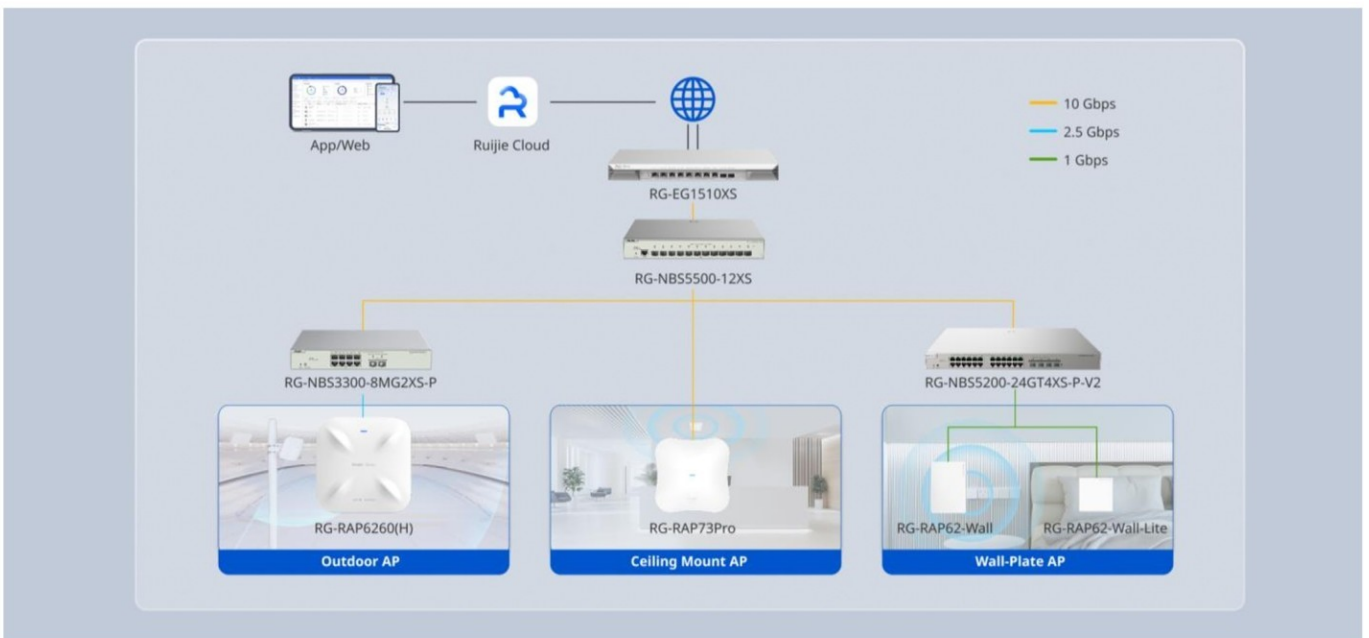 App/Web
Ruijie Cloud
10 Gbps
2.5 Gbps
1 Gbps
RG-EG1510XS
RG-NBS5500-12XS
RG-NBS3300-8MG2XS-P
RG-NBS5200-24GT4XS-P-V2
RG-RAP6260(H)
RG-RAP73Pro
RG-RAP62-Wall
RG-RAP62-Wall-Lite
Outdoor AP
Ceiling Mount AP
Wall-Plate AP